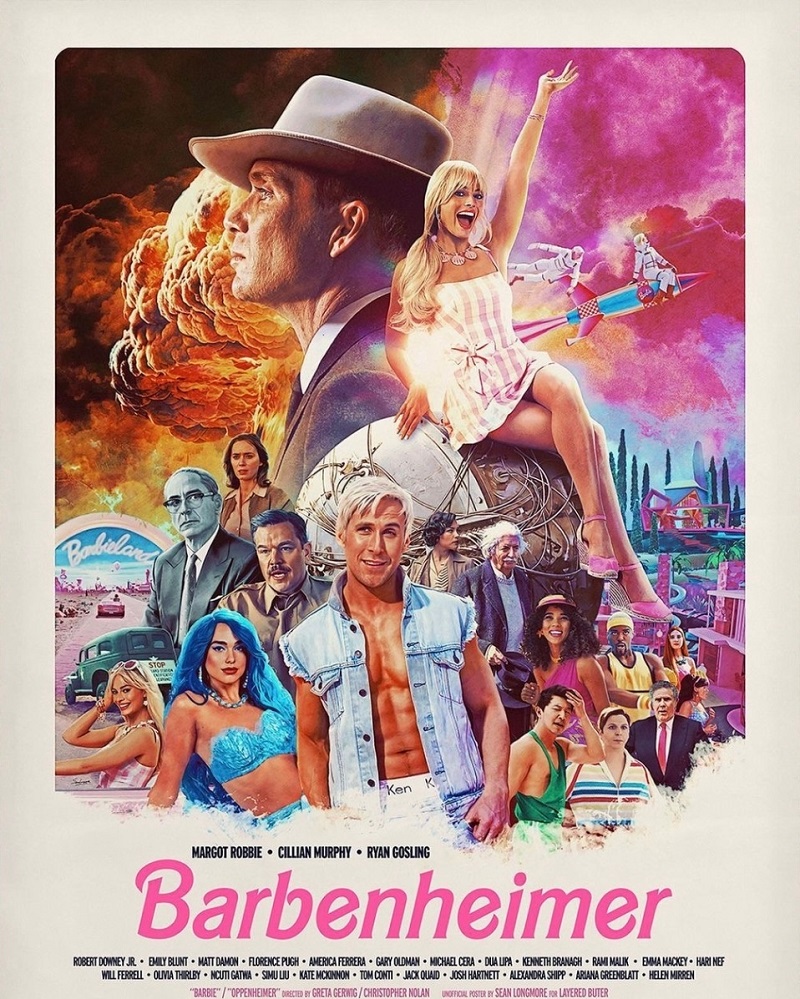 Barbieland
STOP
Ken K
MARGOT ROBBIE • CILLIAN MURPHY • RYAN GOSLING
Barbenheimer
ROBERT DOWNEY JR. • EMILY BLUNT • MATT DAMON • FLORENCE PUGH • AMERICA FERRERA • GARY OLDMAN • MICHAEL CERA • DUA LIPA • KENNETH BRANAGH • RAMI MALIK • EMMA MACKEY • HARI NEF
WILL FERRELL • OLIVIA THIRLBY • NCUTI GATWA • SIMU LIU • KATE MCKINNON • TOM CONTI • JACK QUAID • JOSH HARTNETT • ALEXANDRA SHIPP • ARIANA GREENBLATT • HELEN MIRREN
"BARBIE" / "OPPENHEIMER" DIRECTED BY GRETA GERWIG / CHRISTOPHER NOLAN UNOFFICIAL POSTER BY SEAN LONGMORE FOR LAYERED BUTER